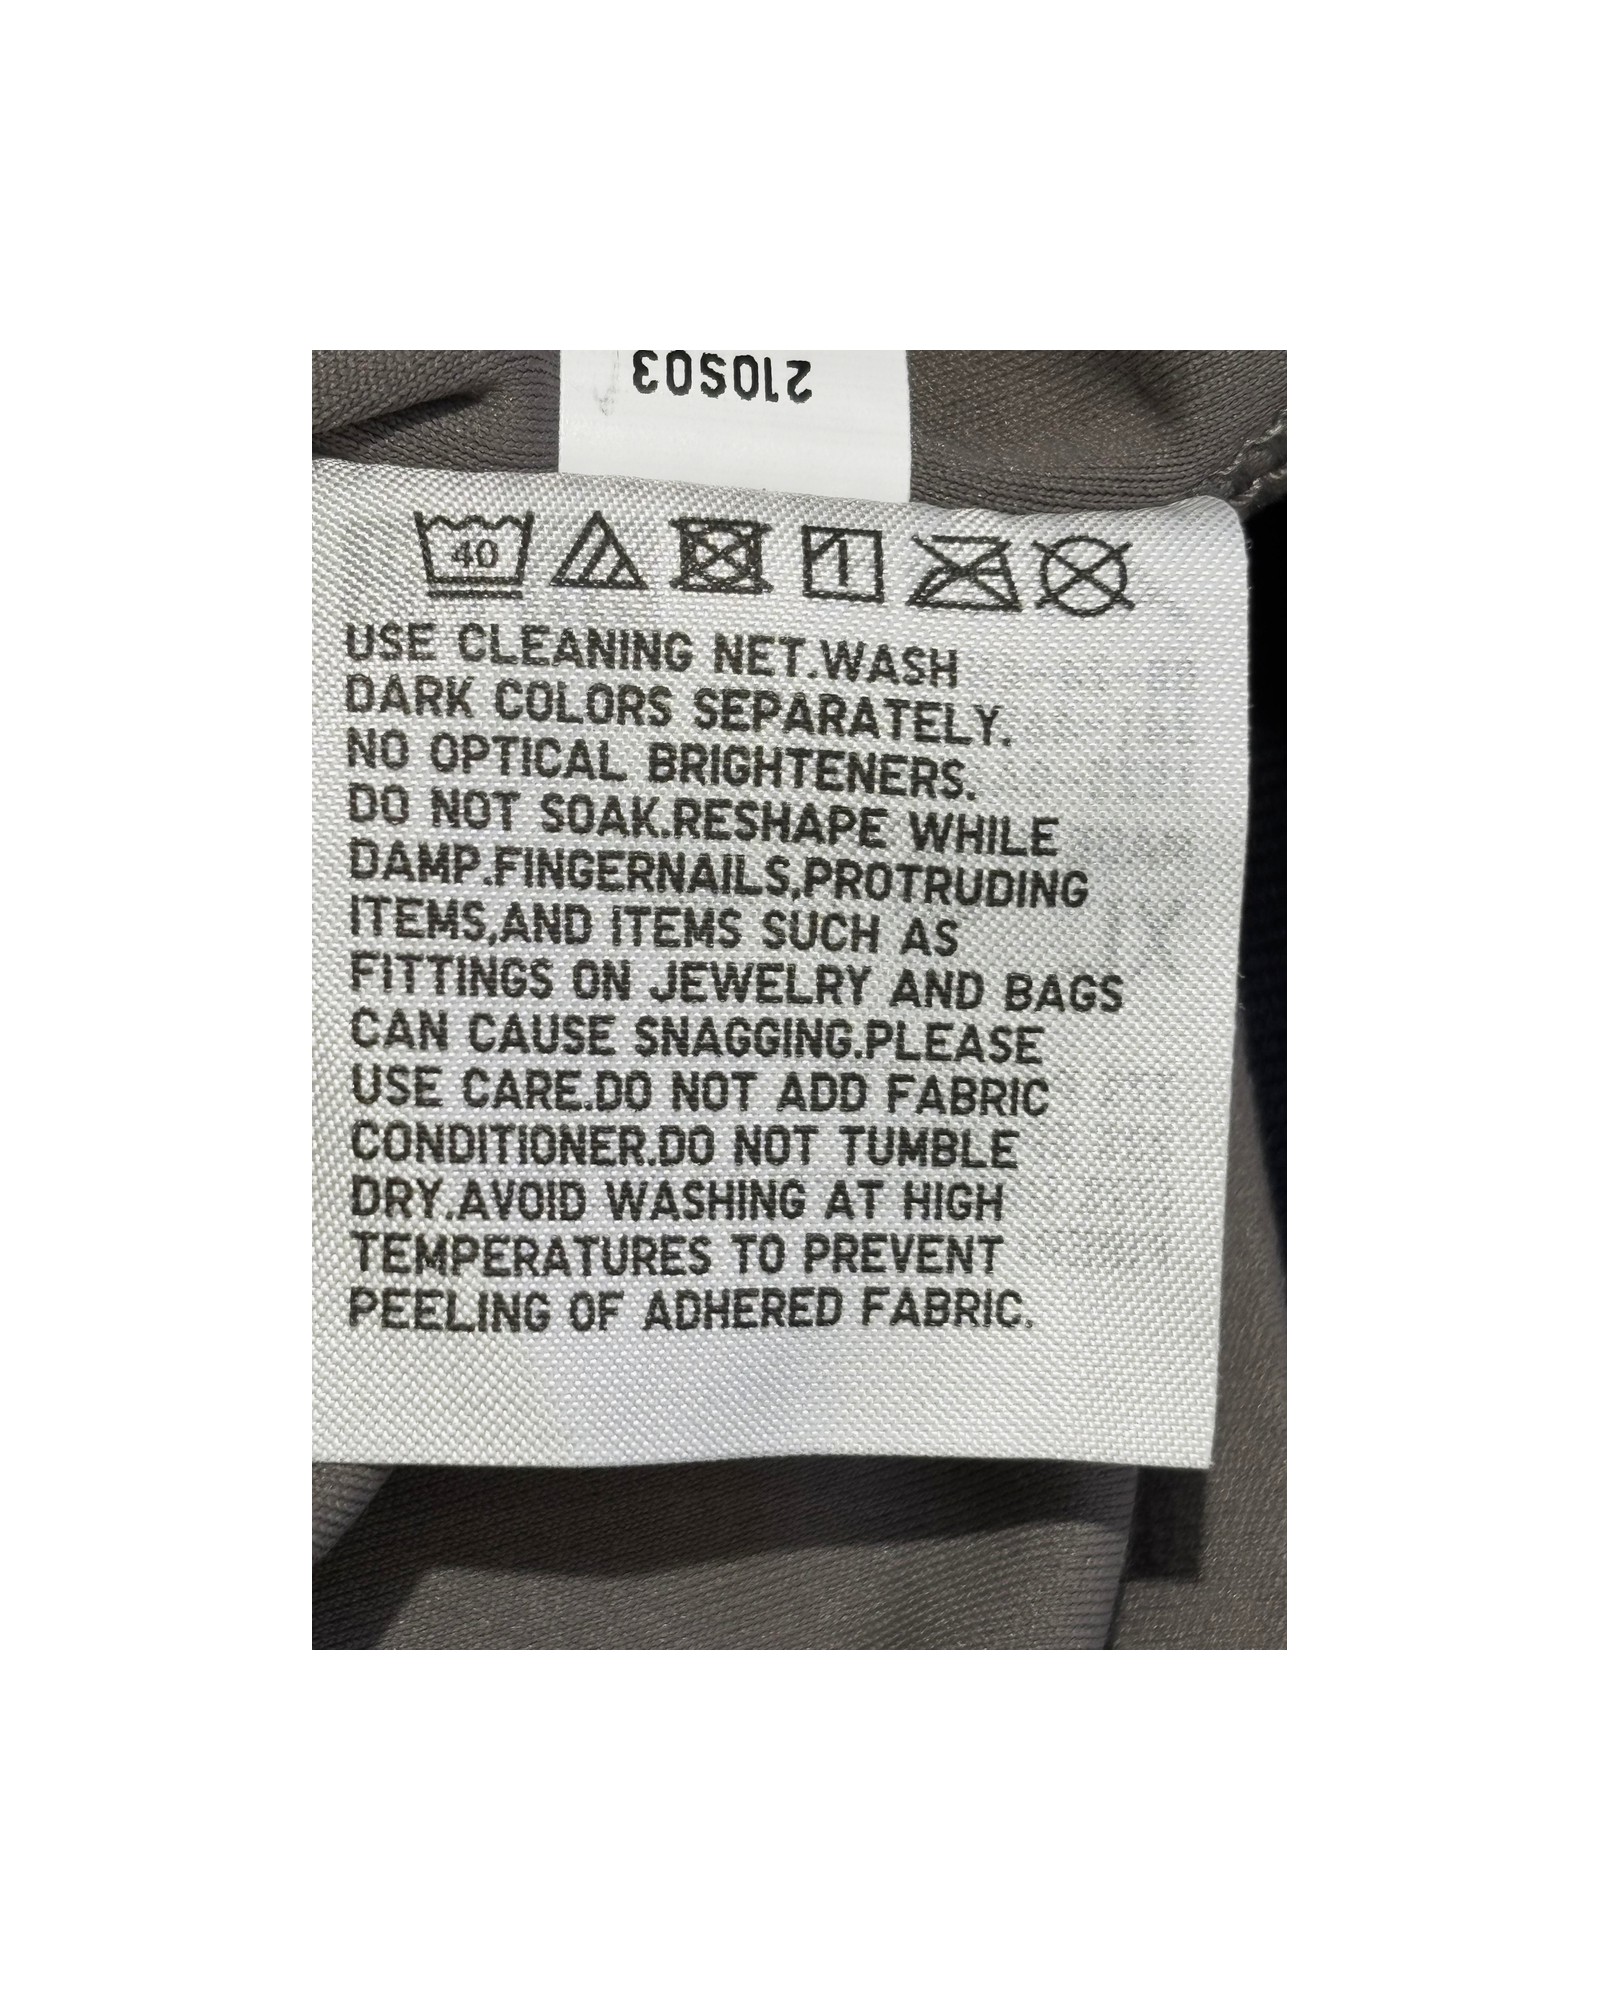 210S03
40
USE CLEANING NET.WASH
DARK COLORS SEPARATELY.
NO OPTICAL BRIGHTENERS.
DO NOT SOAK.RESHAPE WHILE
DAMP.FINGERNAILS,PROTRUDING
ITEMS,AND ITEMS SUCH AS
FITTINGS ON JEWELRY AND BAGS
CAN CAUSE SNAGGING.PLEASE
USE CARE.DO NOT ADD FABRIC
CONDITIONER.DO NOT TUMBLE
DRY.AVOID WASHING AT HIGH
TEMPERATURES TO PREVENT
PEELING OF ADHERED FABRIC.